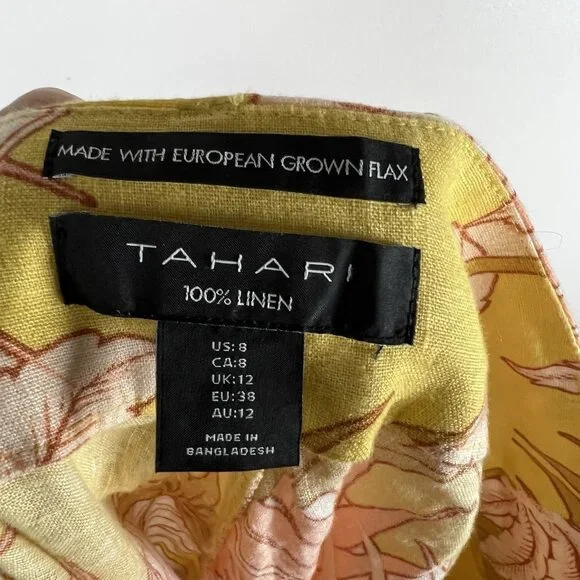 MADE WITH EUROPEAN GROWN FLAX
TAHARI
100% LINEN
US:8
CA:8
UK:12
EU:38
AU:12
MADE IN
BANGLADESH